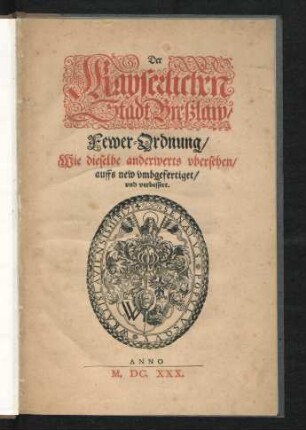 Der
Kayserlichen
Stadt Breßlaw/
Fewer-Ordnung/
Wie dieselbe anderwerts vbersehen/
auffs new vmbgefertiget/
vnd verbessert.
ANNO
M. DC. XXX.